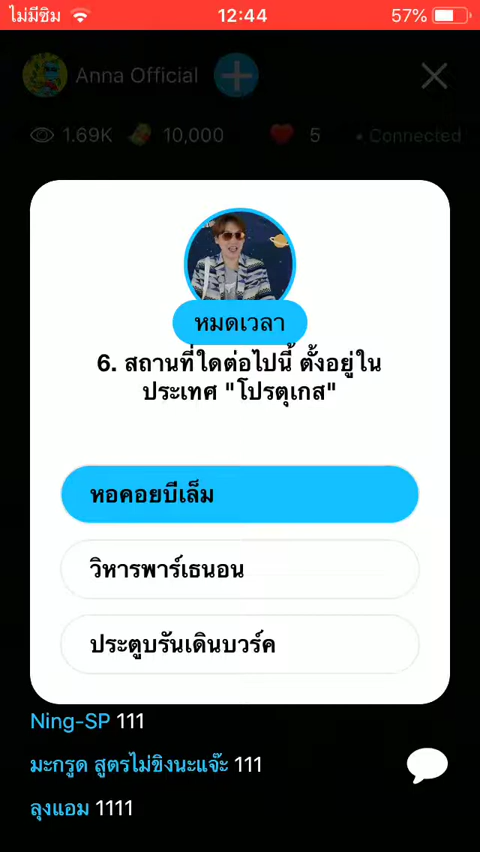 ไม่มีซิม 12:44 57%
Anna Official
1.69K 10,000 5 • Connected
หมดเวลา
6. สถานที่ใดต่อไปนี้ ตั้งอยู่ใน
ประเทศ "โปรตุเกส"
หอคอยบีเล็ม
วิหารพาร์เธนอน
ประตูบรันเดินบวร์ค
Ning-SP 111
มะกรูด สูตรไม่ขิงนะแจ๊ะ 111
ลุงแอม 1111